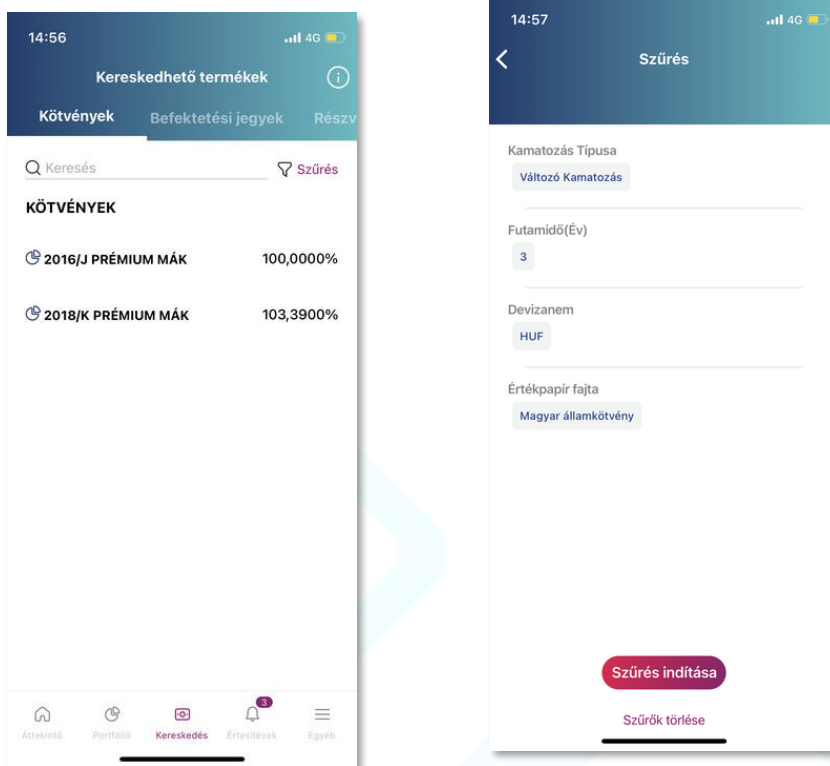 14:56
4G
Kereskedhető termékek
Kötvények Befektetési jegyek Részv
Keresés Szűrés
KÖTVÉNYEK
2016/J PRÉMIUM MÁK 100,0000%
2018/K PRÉMIUM MÁK 103,3900%
3
Áttekintő Portfólió Kereskedés Értesítések Egyéb
14:57
4G
Szűrés
Kamatozás Típusa
Változó Kamatozás
Futamidő(Év)
3
Devizanem
HUF
Értékpapír fajta
Magyar államkötvény
Szűrés indítása
Szűrők törlése